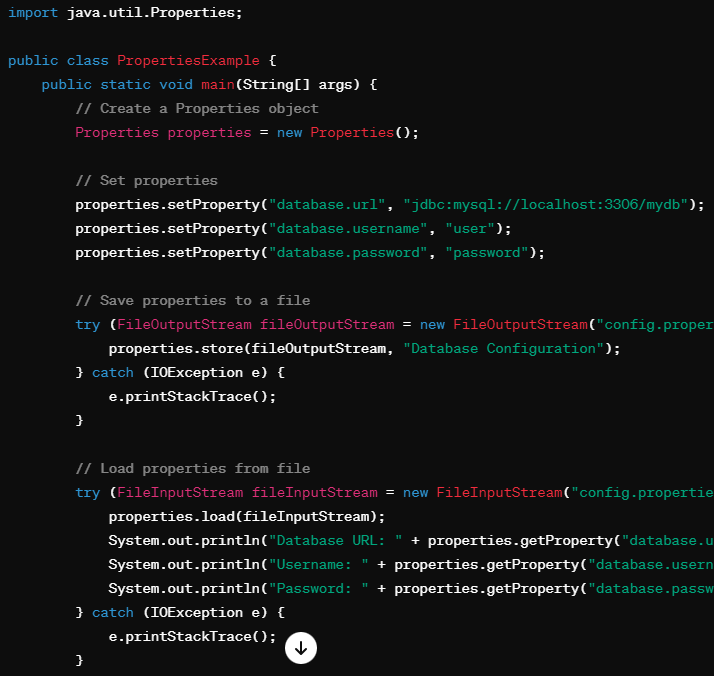 import java.util.Properties;
public class PropertiesExample {
    public static void main(String[] args) {
        // Create a Properties object
        Properties properties = new Properties();
        // Set properties
        properties.setProperty("database.url", "jdbc:mysql://localhost:3306/mydb");
        properties.setProperty("database.username", "user");
        properties.setProperty("database.password", "password");
        // Save properties to a file
        try (FileOutputStream fileOutputStream = new FileOutputStream("config.proper
            properties.store(fileOutputStream, "Database Configuration");
        } catch (IOException e) {
            e.printStackTrace();
        }
        // Load properties from file
        try (FileInputStream fileInputStream = new FileInputStream("config.propertie
            properties.load(fileInputStream);
            System.out.println("Database URL: " + properties.getProperty("database.u
            System.out.println("Username: " + properties.getProperty("database.usern
            System.out.println("Password: " + properties.getProperty("database.passw
        } catch (IOException e) {
            e.printStackTrace();
        }